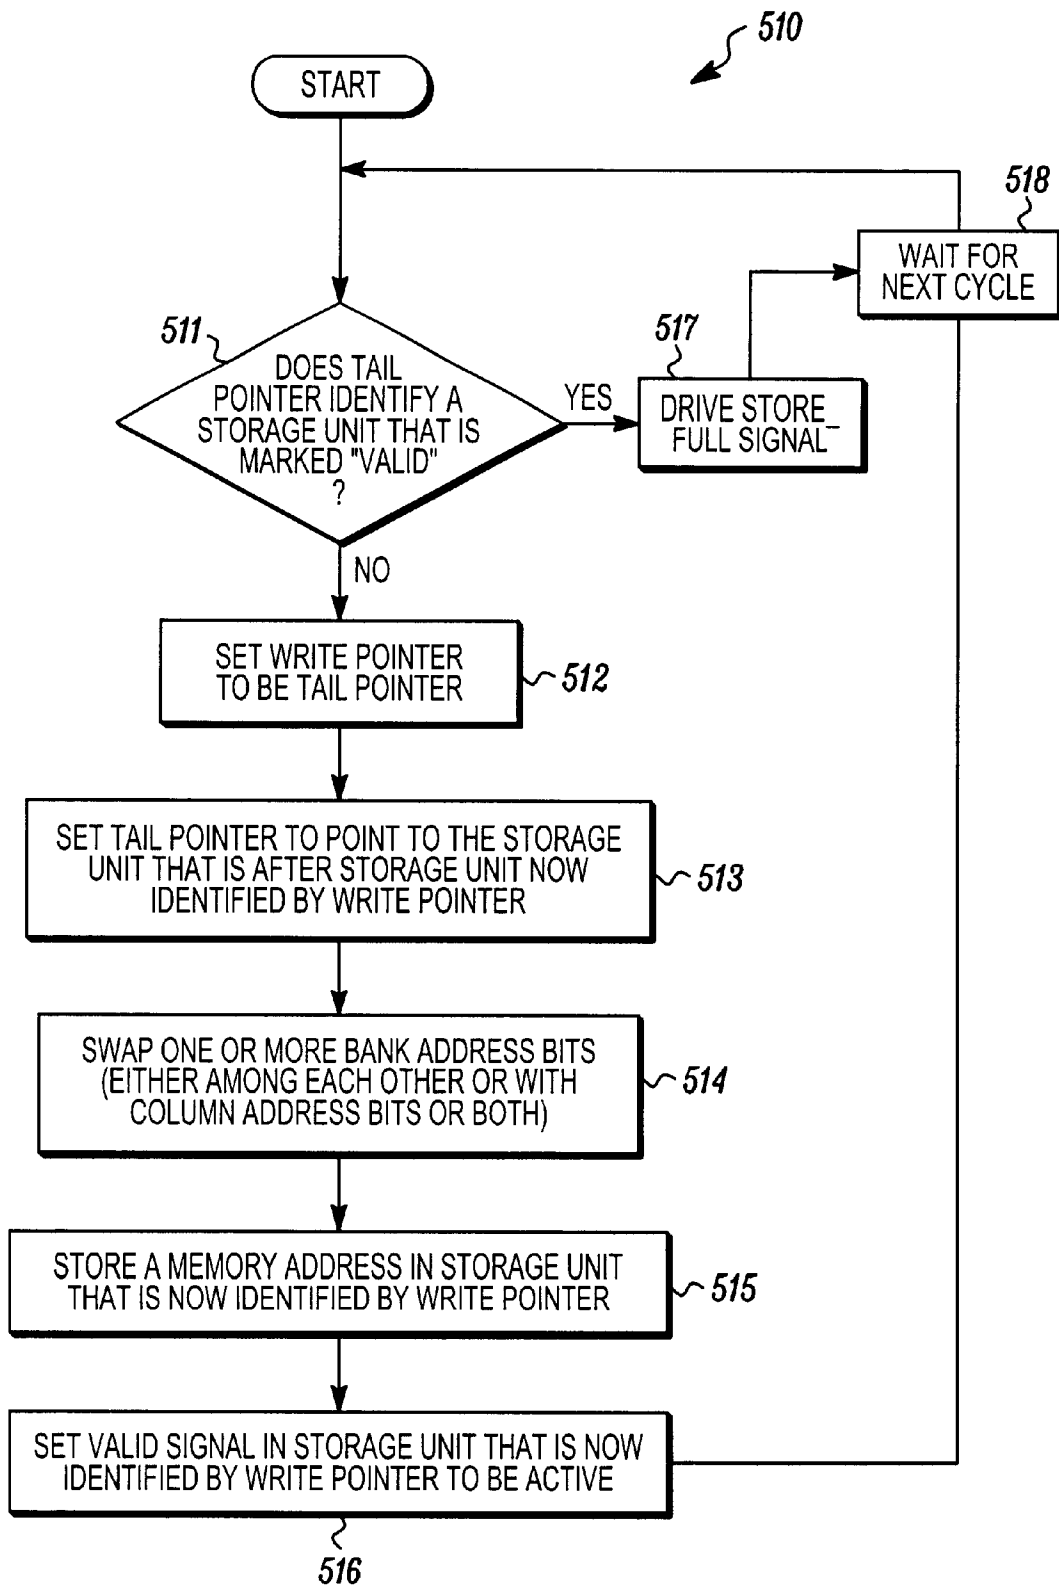 510
START
518
WAIT FOR
NEXT CYCLE
511
DOES TAIL
POINTER IDENTIFY A
STORAGE UNIT THAT IS
MARKED "VALID"
?
YES
517
DRIVE STORE_
FULL SIGNAL
NO
SET WRITE POINTER
TO BE TAIL POINTER
512
SET TAIL POINTER TO POINT TO THE STORAGE
UNIT THAT IS AFTER STORAGE UNIT NOW
IDENTIFIED BY WRITE POINTER
513
SWAP ONE OR MORE BANK ADDRESS BITS
(EITHER AMONG EACH OTHER OR WITH
COLUMN ADDRESS BITS OR BOTH)
514
STORE A MEMORY ADDRESS IN STORAGE UNIT
THAT IS NOW IDENTIFIED BY WRITE POINTER
515
SET VALID SIGNAL IN STORAGE UNIT THAT IS NOW
IDENTIFIED BY WRITE POINTER TO BE ACTIVE
516